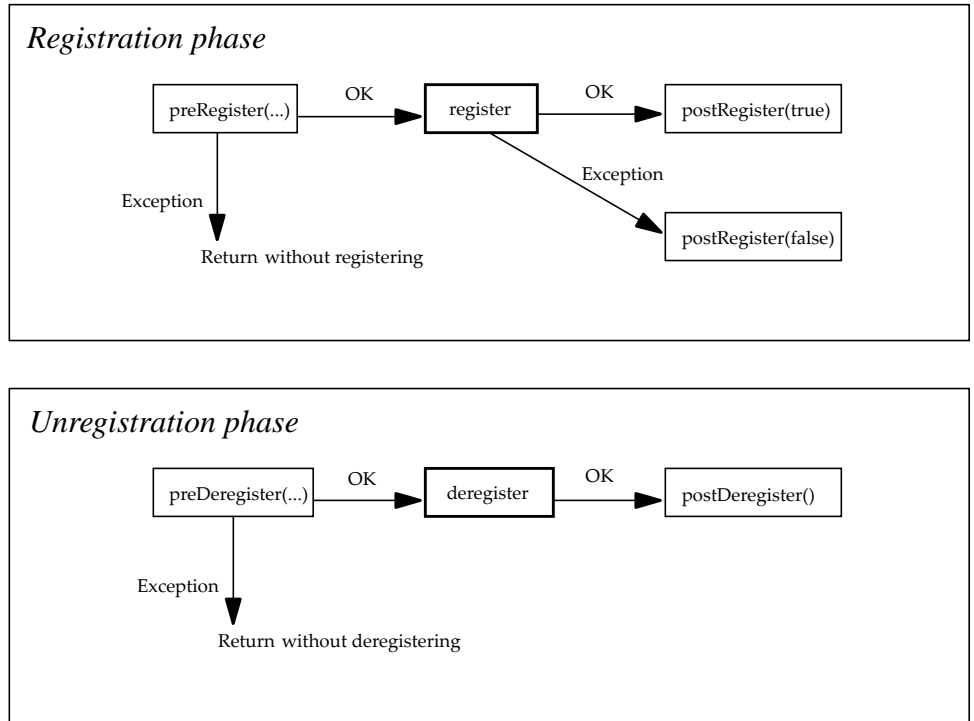 Registration phase
OK
OK
preRegister(...)
register
postRegister(true)
Exception
Exception
postRegister(false)
Return without registering
Unregistration phase
OK
OK
preDeregister(...)
deregister
postDeregister()
Exception
Return without deregistering